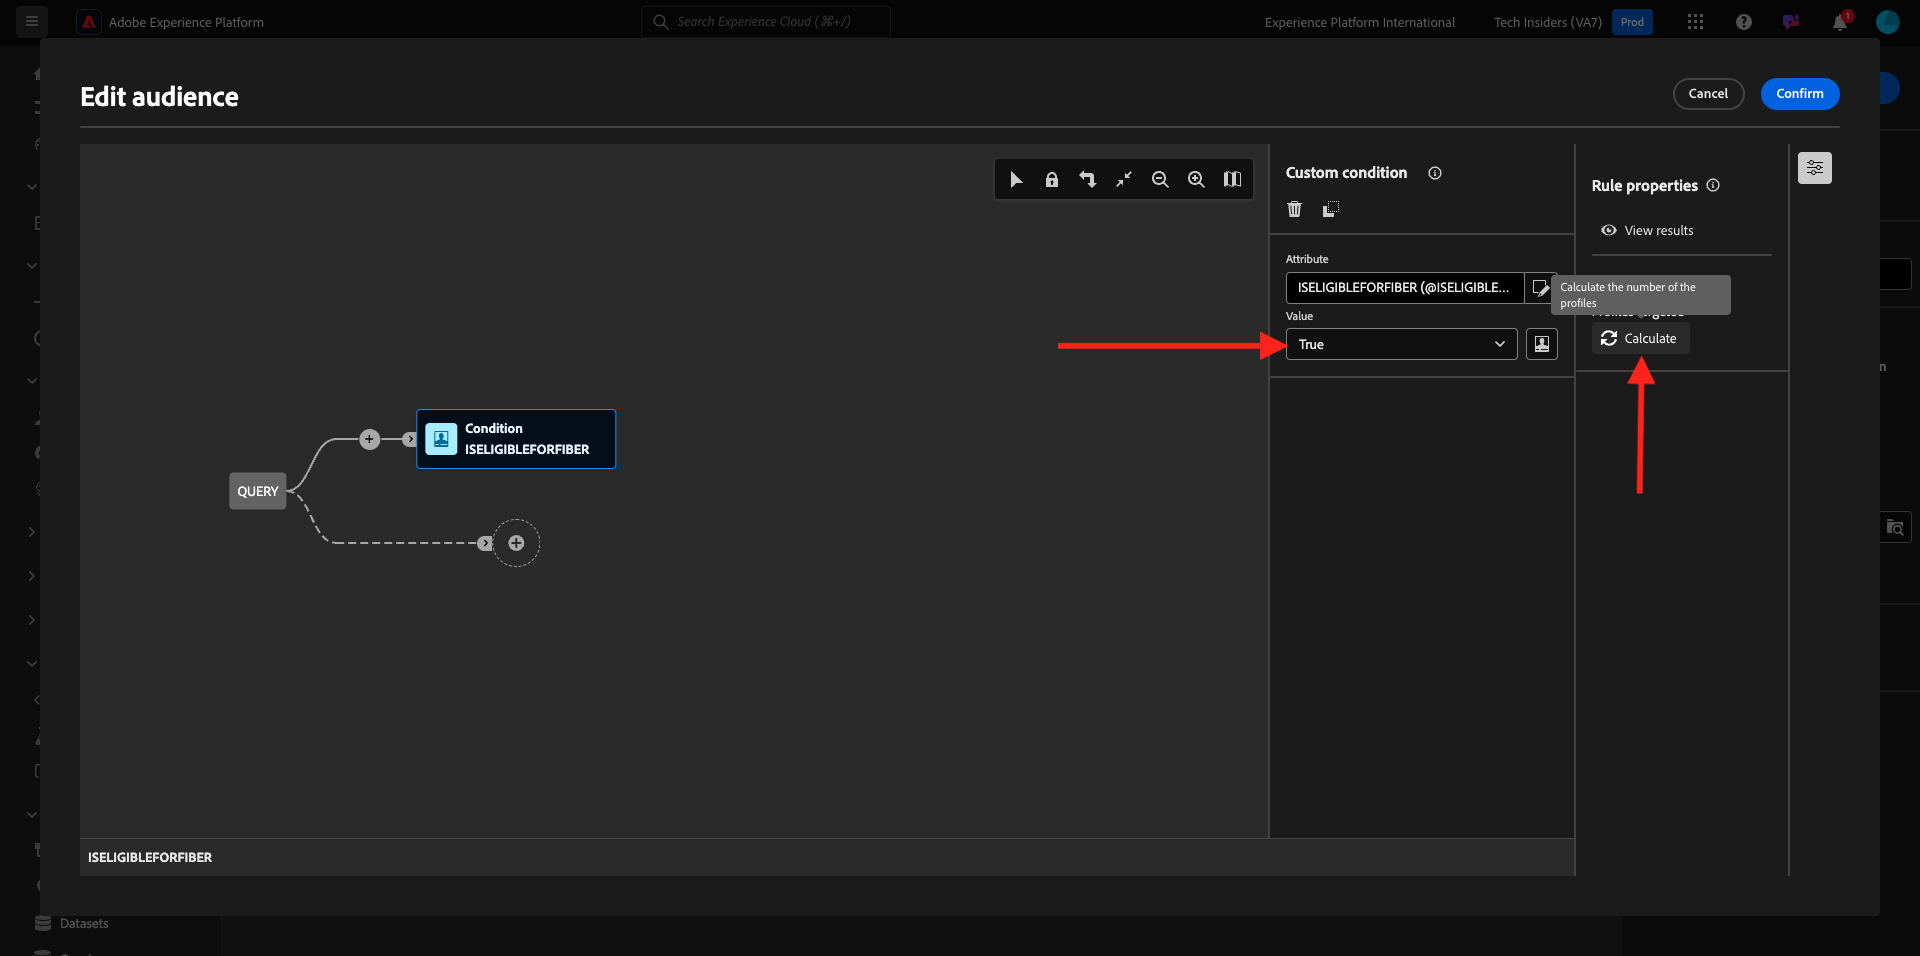 Adobe Experience Platform
Search Experience Cloud (⌘+/)
Experience Platform International
Tech Insiders (VA7)
Prod
1
Edit audience
Cancel
Confirm
Custom condition
Rule properties
View results
Attribute
ISELIGIBLEFORFIBER (@ISELIGIBLE...
Calculate the number of the
profiles
Value
True
Calculate
Condition
ISELIGIBLEFORFIBER
QUERY
ISELIGIBLEFORFIBER
Datasets